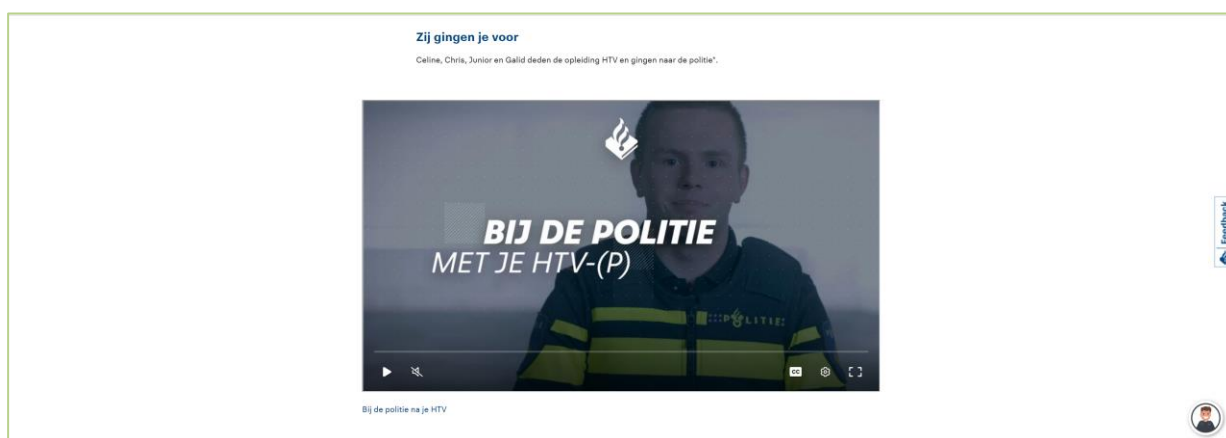 Zij gingen je voor
Celine, Chris, Junior en Galid deden de opleiding HTV en gingen naar de politie".
BIJ DE POLITIE
MET JE HTV-(P)
POLITIE
CC
Bij de politie na je HTV
Feedback